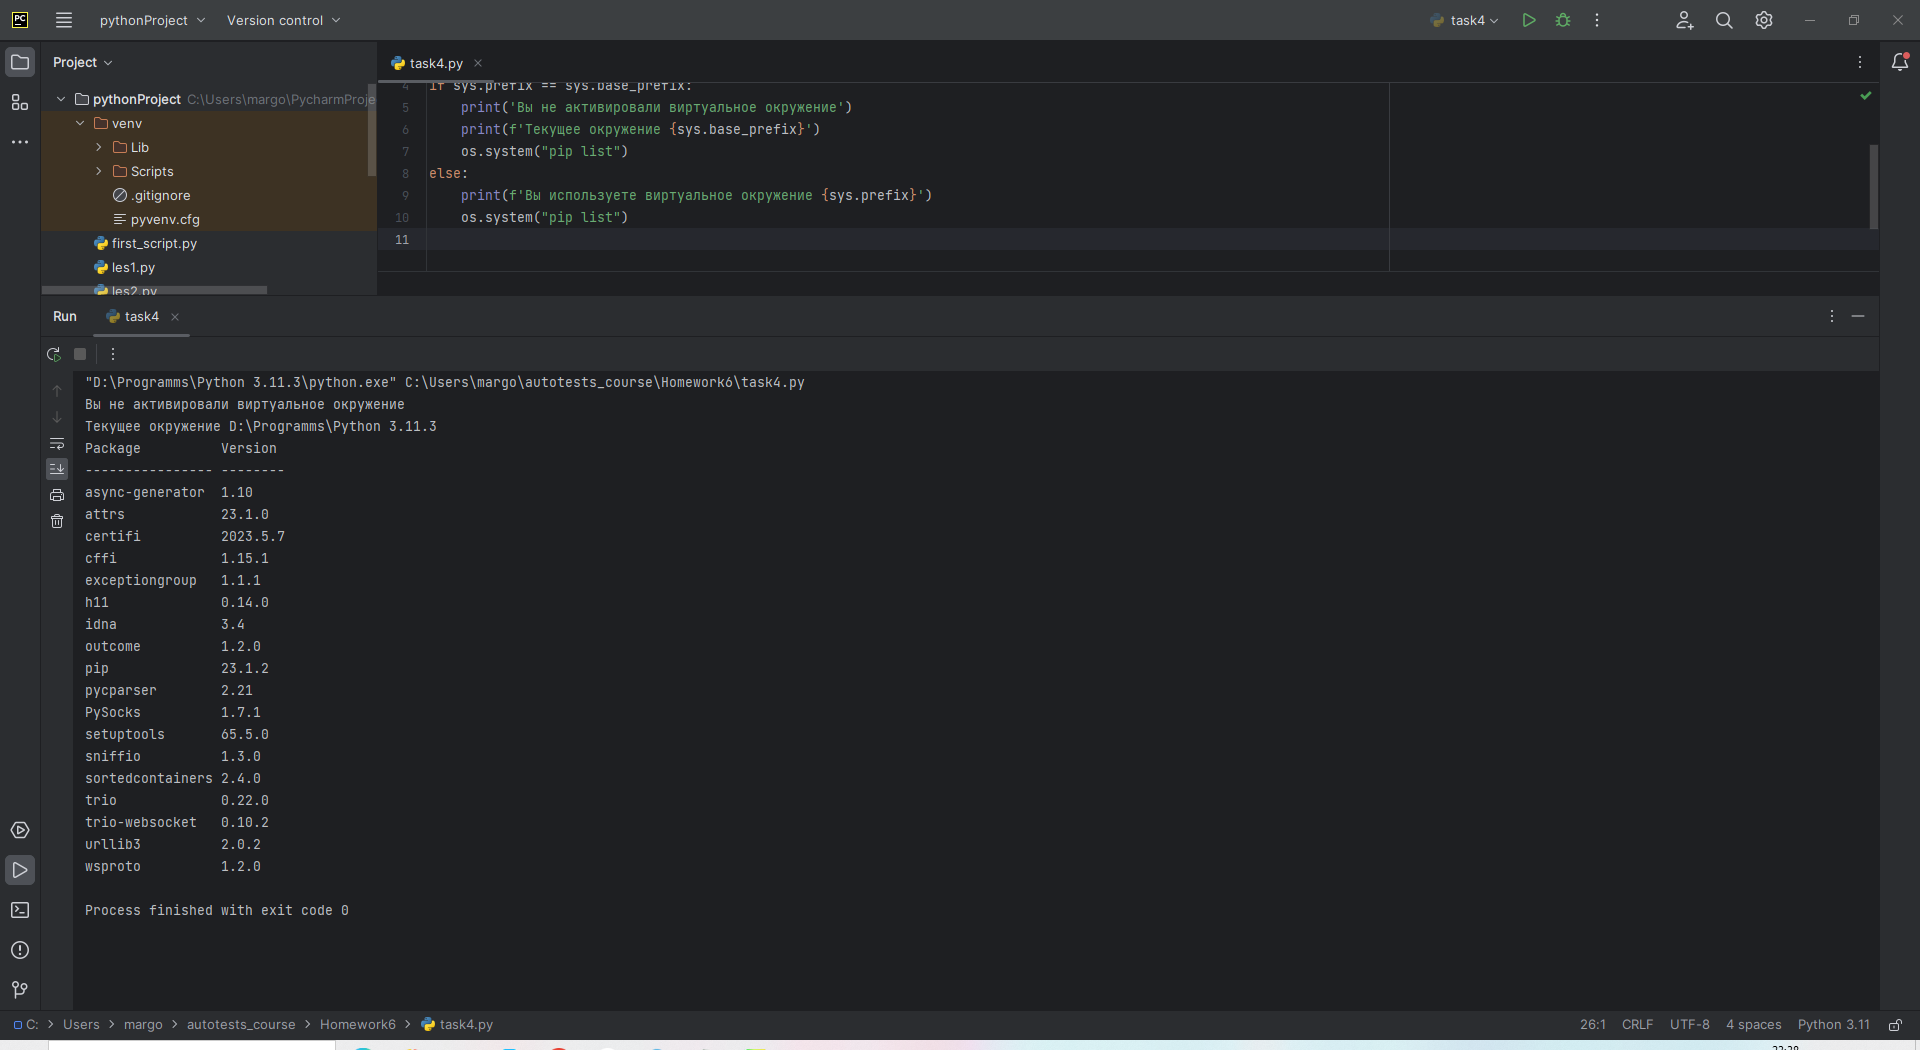 PC
pythonProject
Version control
task4
Project
task4.py
pythonProject C:\Users\margo\PycharmProje
venv
Lib
Scripts
.gitignore
pyvenv.cfg
first_script.py
les1.py
les2.py
4 if sys.prefix == sys.base_prefix:
5 print('Вы не активировали виртуальное окружение')
6 print(f'Текущее окружение {sys.base_prefix}')
7 os.system("pip list")
8 else:
9 print(f'Вы используете виртуальное окружение {sys.prefix}')
10 os.system("pip list")
11
Run
task4
"D:\Programms\Python 3.11.3\python.exe" C:\Users\margo\autotests_course\Homework6\task4.py
Вы не активировали виртуальное окружение
Текущее окружение D:\Programms\Python 3.11.3
Package Version
---------------- --------
async-generator 1.10
attrs 23.1.0
certifi 2023.5.7
cffi 1.15.1
exceptiongroup 1.1.1
h11 0.14.0
idna 3.4
outcome 1.2.0
pip 23.1.2
pycparser 2.21
PySocks 1.7.1
setuptools 65.5.0
sniffio 1.3.0
sortedcontainers 2.4.0
trio 0.22.0
trio-websocket 0.10.2
urllib3 2.0.2
wsproto 1.2.0
Process finished with exit code 0
C: > Users > margo > autotests_course > Homework6 > task4.py
26:1 CRLF UTF-8 4 spaces Python 3.11